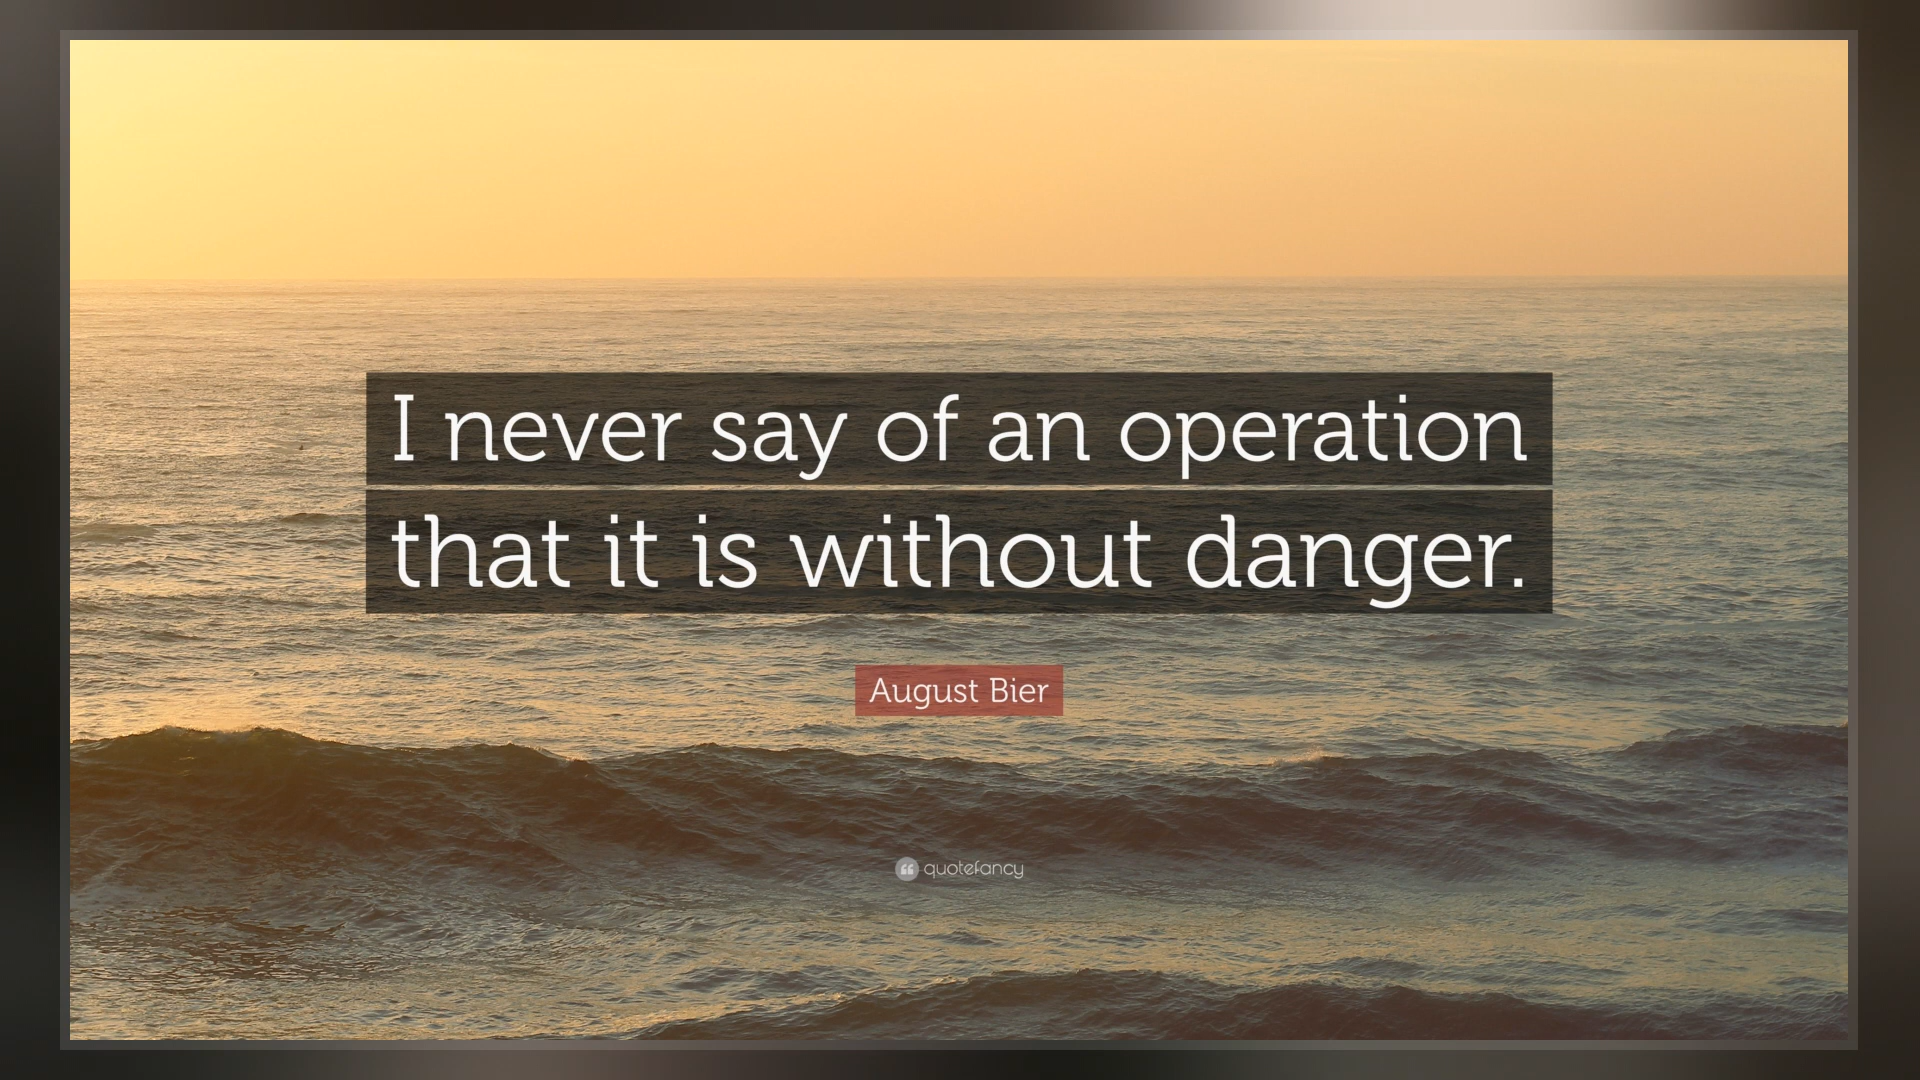 I never say of an operation
that it is without danger.
August Bier
quotefancy